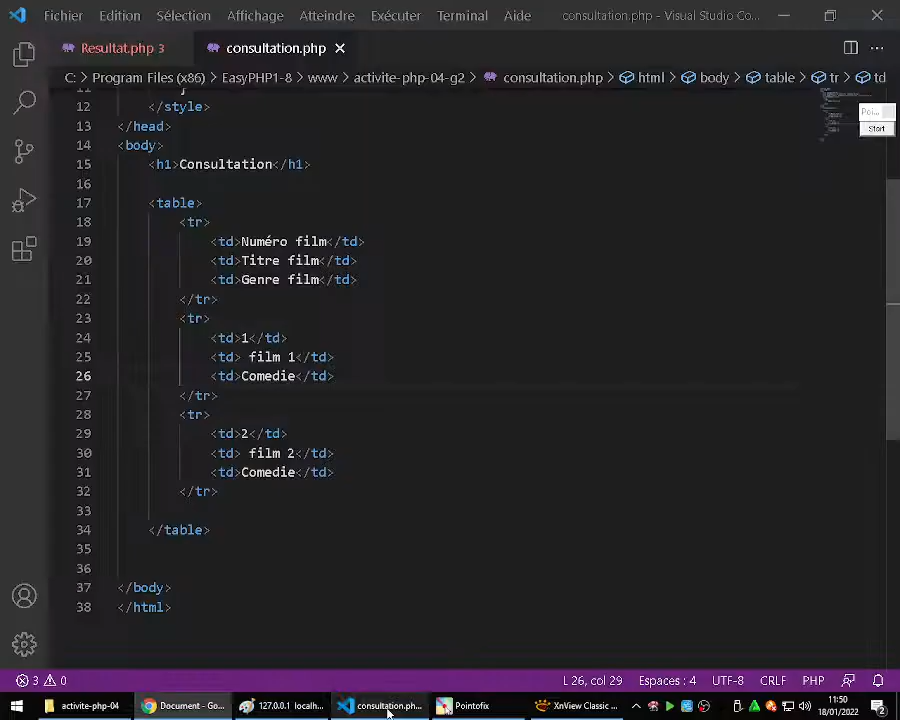 Fichier Edition Sélection Affichage Atteindre Exécuter Terminal Aide consultation.php - Visual Studio Co...
Resultat.php 3 consultation.php
C: > Program Files (x86) > EasyPHP1-8 > www > activite-php-04-g2 > consultation.php > html > body > table > tr > td
11 }
12 </style>
13 </head>
14 <body>
15 <h1>Consultation</h1>
16
17 <table>
18 <tr>
19 <td>Numéro film</td>
20 <td>Titre film</td>
21 <td>Genre film</td>
22 </tr>
23 <tr>
24 <td>1</td>
25 <td> film 1</td>
26 <td>Comedie</td>
27 </tr>
28 <tr>
29 <td>2</td>
30 <td> film 2</td>
31 <td>Comedie</td>
32 </tr>
33
34 </table>
35
36
37 </body>
38 </html>
Poi...
Start
3 0 L 26, col 29 Espaces : 4 UTF-8 CRLF PHP
activite-php-04 Document - Go... 127.0.0.1 localh... consultation.ph... Pointofix XnView Classic ... 11:50
18/01/2022
2